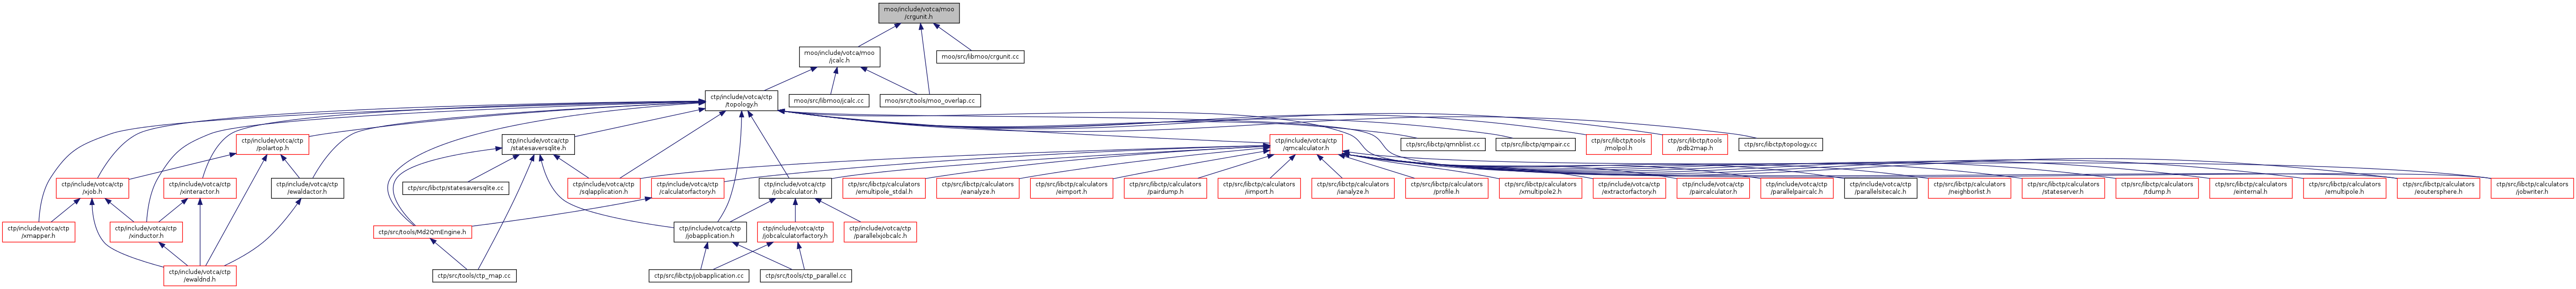 moo/include/votca/moo
/crgunit.h
moo/include/votca/moo
/jcalc.h
moo/src/libmoo/crgunit.cc
ctp/include/votca/ctp
/topology.h
moo/src/libmoo/jcalc.cc
moo/src/tools/moo_overlap.cc
ctp/include/votca/ctp
/polartop.h
ctp/include/votca/ctp
/statesaversqlite.h
ctp/include/votca/ctp
/qmcalculator.h
ctp/src/libctp/qmnblist.cc
ctp/src/libctp/qmpair.cc
ctp/src/libctp/tools
/molpol.h
ctp/src/libctp/tools
/pdb2map.h
ctp/src/libctp/topology.cc
ctp/include/votca/ctp
/xjob.h
ctp/include/votca/ctp
/xinteractor.h
ctp/include/votca/ctp
/ewaldactor.h
ctp/src/libctp/statesaversqlite.cc
ctp/include/votca/ctp
/sqlapplication.h
ctp/include/votca/ctp
/calculatorfactory.h
ctp/include/votca/ctp
/jobcalculator.h
ctp/src/libctp/calculators
/emultipole_stdal.h
ctp/src/libctp/calculators
/eanalyze.h
ctp/src/libctp/calculators
/eimport.h
ctp/src/libctp/calculators
/pairdump.h
ctp/src/libctp/calculators
/iimport.h
ctp/src/libctp/calculators
/ianalyze.h
ctp/src/libctp/calculators
/profile.h
ctp/src/libctp/calculators
/xmultipole2.h
ctp/include/votca/ctp
/extractorfactory.h
ctp/include/votca/ctp
/paircalculator.h
ctp/include/votca/ctp
/parallelpaircalc.h
ctp/include/votca/ctp
/parallelsitecalc.h
ctp/src/libctp/calculators
/neighborlist.h
ctp/src/libctp/calculators
/stateserver.h
ctp/src/libctp/calculators
/tdump.h
ctp/src/libctp/calculators
/einternal.h
ctp/src/libctp/calculators
/emultipole.h
ctp/src/libctp/calculators
/eoutersphere.h
ctp/src/libctp/calculators
/jobwriter.h
ctp/include/votca/ctp
/xmapper.h
ctp/include/votca/ctp
/xinductor.h
ctp/src/tools/Md2QmEngine.h
ctp/include/votca/ctp
/jobapplication.h
ctp/include/votca/ctp
/jobcalculatorfactory.h
ctp/include/votca/ctp
/parallelxjobcalc.h
ctp/include/votca/ctp
/ewaldnd.h
ctp/src/tools/ctp_map.cc
ctp/src/libctp/jobapplication.cc
ctp/src/tools/ctp_parallel.cc